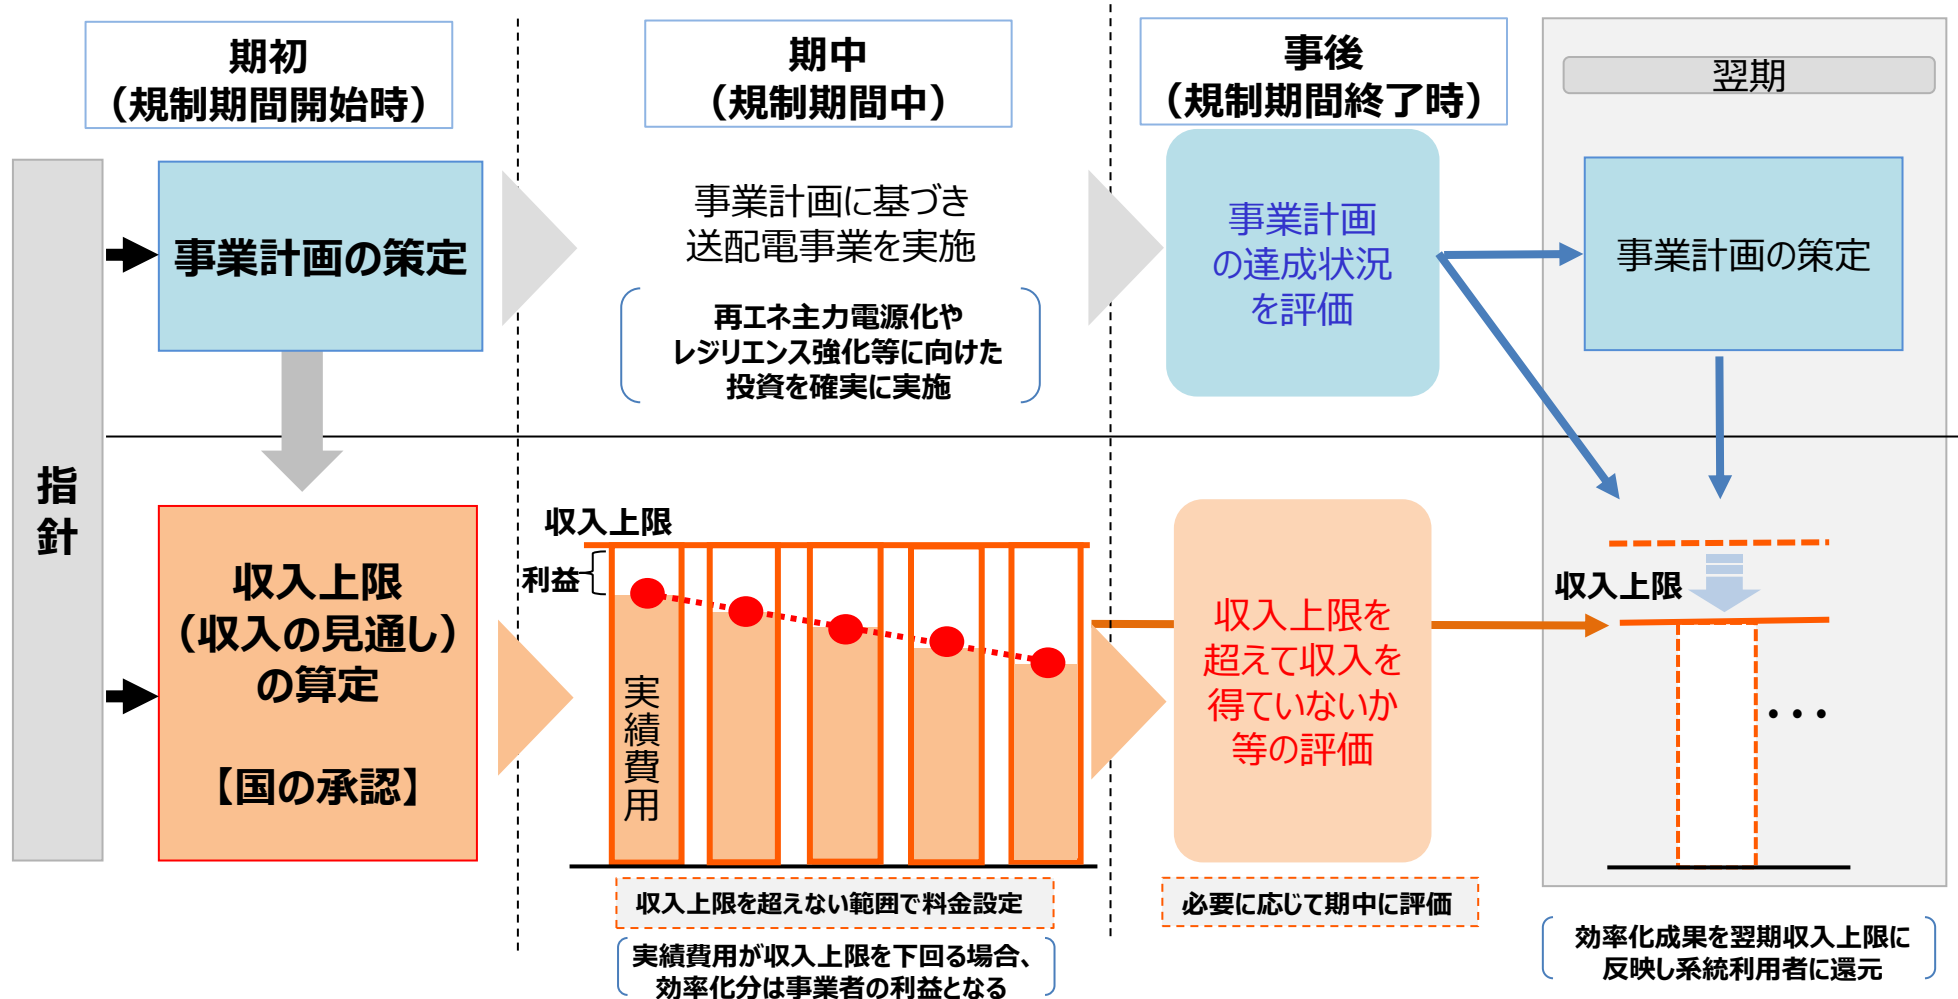 期初
（規制期間開始時）
期中
（規制期間中）
事後
（規制期間終了時）
翌期
指
針
事業計画の策定
事業計画に基づき
送配電事業を実施
再エネ主力電源化や
レジリエンス強化等に向けた
投資を確実に実施
事業計画
の達成状況
を評価
事業計画の策定
収入上限
（収入の見通し）
の算定
【国の承認】
収入上限
利益
実
績
費
用
収入上限を
超えて収入を
得ていないか
等の評価
収入上限
・・・
収入上限を超えない範囲で料金設定
実績費用が収入上限を下回る場合、
効率化分は事業者の利益となる
必要に応じて期中に評価
効率化成果を翌期収入上限に
反映し系統利用者に還元